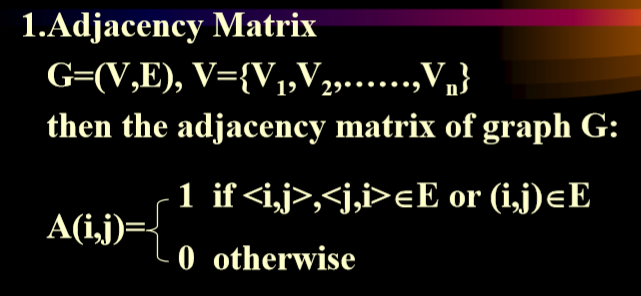 1.Adjacency Matrix
G=(V,E), V={V₁,V₂,......,Vₙ}
then the adjacency matrix of graph G:
1 if <i,j>,<j,i>∈E or (i,j)∈E
A(i,j)={
0 otherwise